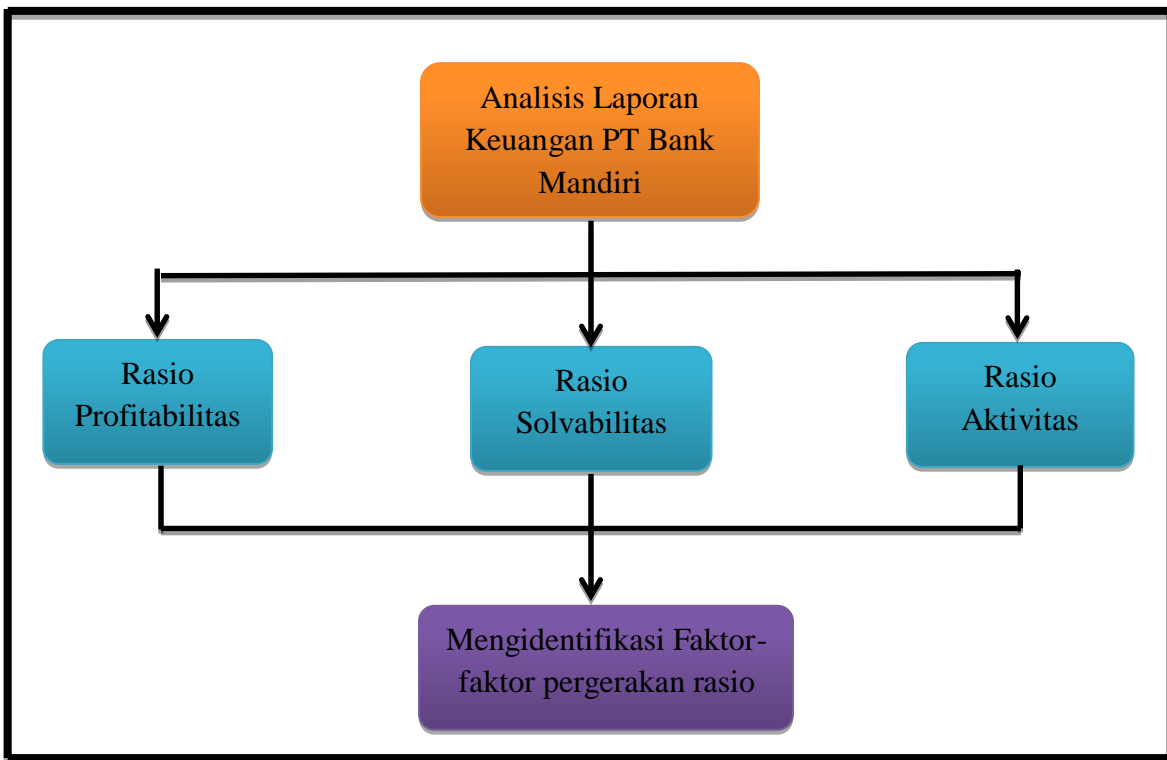 Analisis Laporan
Keuangan PT Bank
Mandiri
Rasio
Profitabilitas
Rasio
Solvabilitas
Rasio
Aktivitas
Mengidentifikasi Faktor-
faktor pergerakan rasio